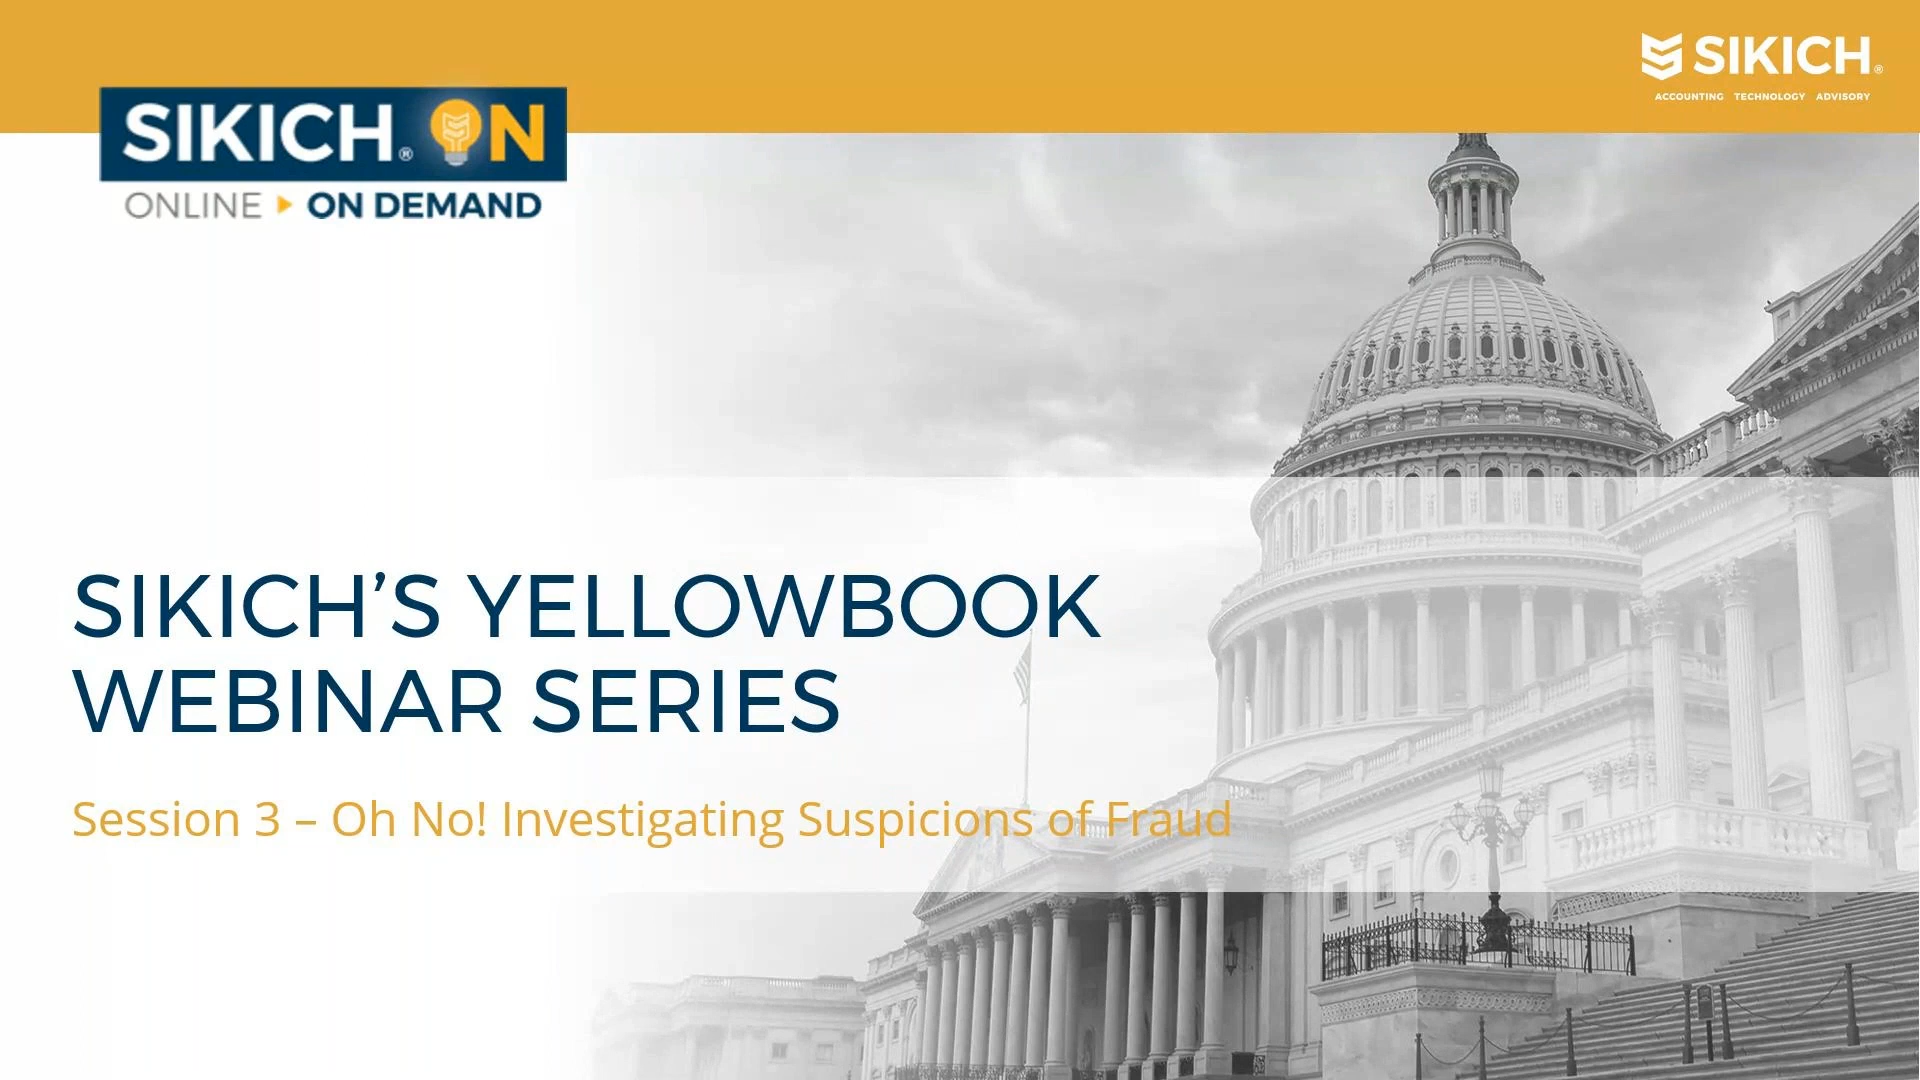 SIKICH®
ACCOUNTING TECHNOLOGY ADVISORY
SIKICH® ON
ONLINE ON DEMAND
SIKICH’S YELLOWBOOK
WEBINAR SERIES
Session 3 – Oh No! Investigating Suspicions of Fraud